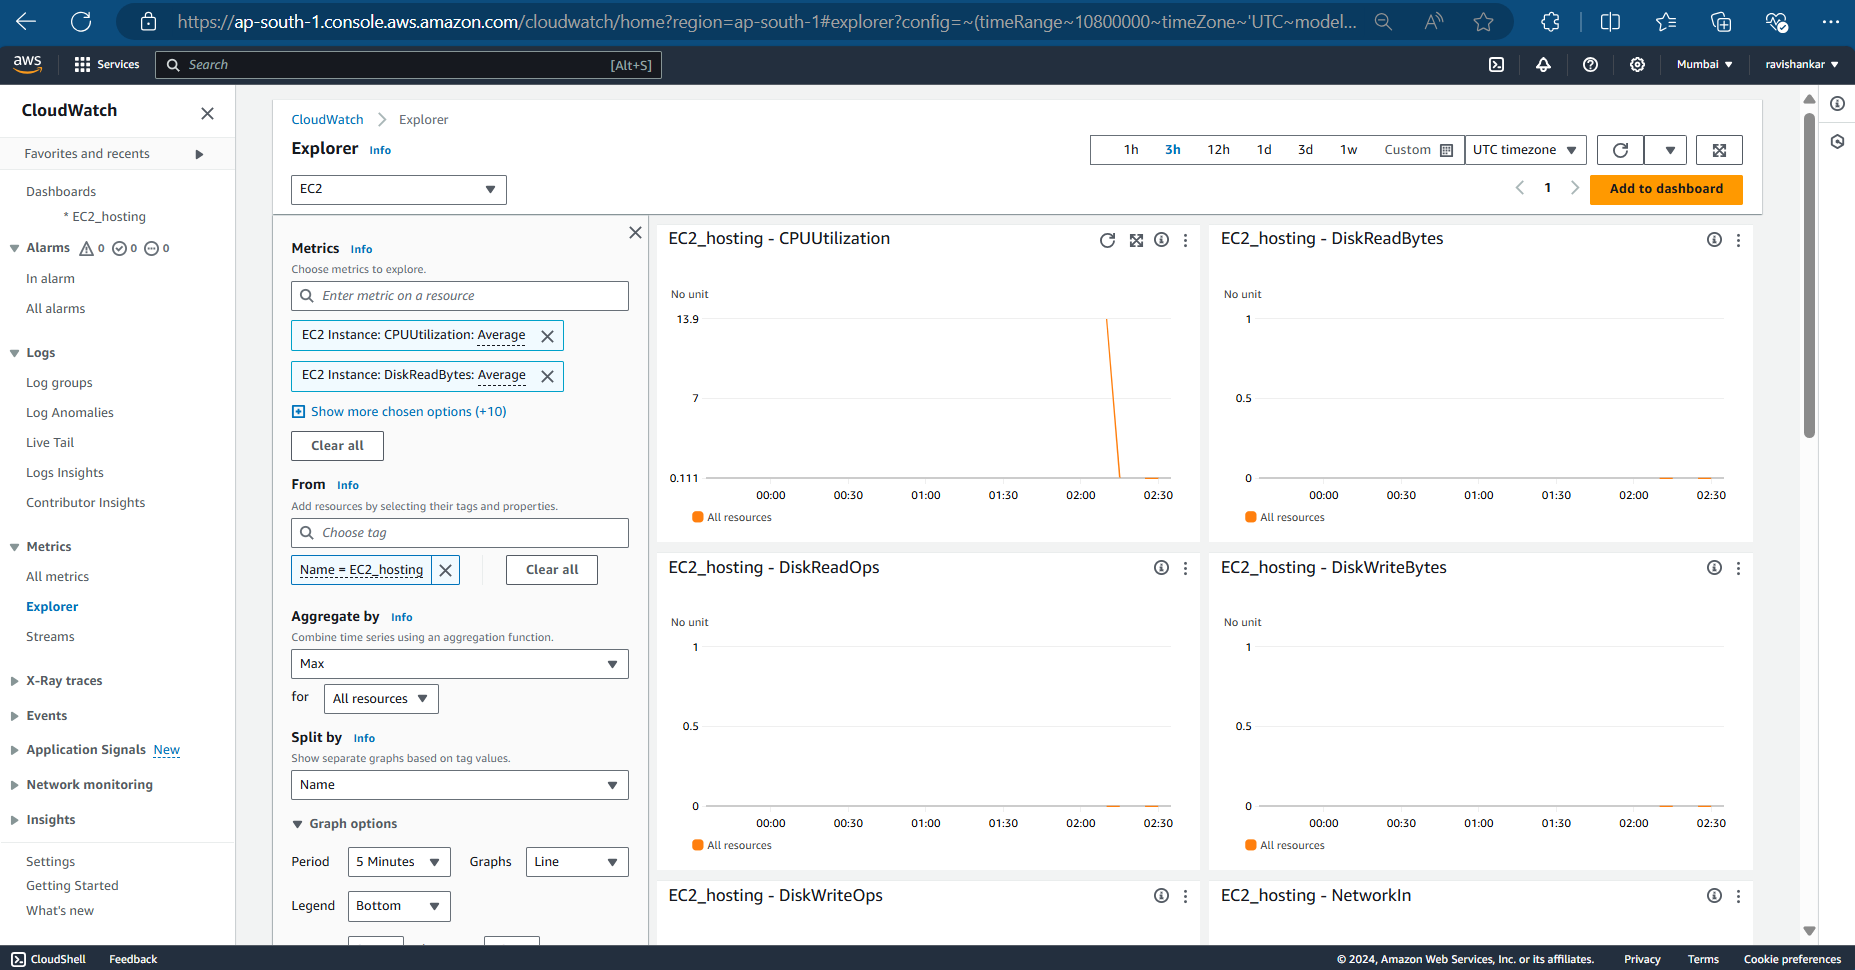 https://ap-south-1.console.aws.amazon.com/cloudwatch/home?region=ap-south-1#explorer?config=~(timeRange~10800000~timeZone~'UTC~model...
aws
Services
Search
[Alt+S]
Mumbai
ravishankar
CloudWatch
Favorites and recents
Dashboards
* EC2_hosting
Alarms 0 0 0
In alarm
All alarms
Logs
Log groups
Log Anomalies
Live Tail
Logs Insights
Contributor Insights
Metrics
All metrics
Explorer
Streams
X-Ray traces
Events
Application Signals New
Network monitoring
Insights
Settings
Getting Started
What's new
CloudWatch > Explorer
Explorer Info
1h 3h 12h 1d 3d 1w Custom
UTC timezone
EC2
1
Add to dashboard
Metrics Info
Choose metrics to explore.
Enter metric on a resource
EC2 Instance: CPUUtilization: Average
EC2 Instance: DiskReadBytes: Average
Show more chosen options (+10)
Clear all
From Info
Add resources by selecting their tags and properties.
Choose tag
Name = EC2_hosting
Clear all
Aggregate by Info
Combine time series using an aggregation function.
Max
for All resources
Split by Info
Show separate graphs based on tag values.
Name
Graph options
Period 5 Minutes Graphs Line
Legend Bottom
EC2_hosting - CPUUtilization
No unit
13.9
7
0.111
00:00 00:30 01:00 01:30 02:00 02:30
All resources
EC2_hosting - DiskReadBytes
No unit
1
0.5
0
00:00 00:30 01:00 01:30 02:00 02:30
All resources
EC2_hosting - DiskReadOps
No unit
1
0.5
0
00:00 00:30 01:00 01:30 02:00 02:30
All resources
EC2_hosting - DiskWriteBytes
No unit
1
0.5
0
00:00 00:30 01:00 01:30 02:00 02:30
All resources
EC2_hosting - DiskWriteOps
EC2_hosting - NetworkIn
CloudShell
Feedback
© 2024, Amazon Web Services, Inc. or its affiliates.
Privacy
Terms
Cookie preferences